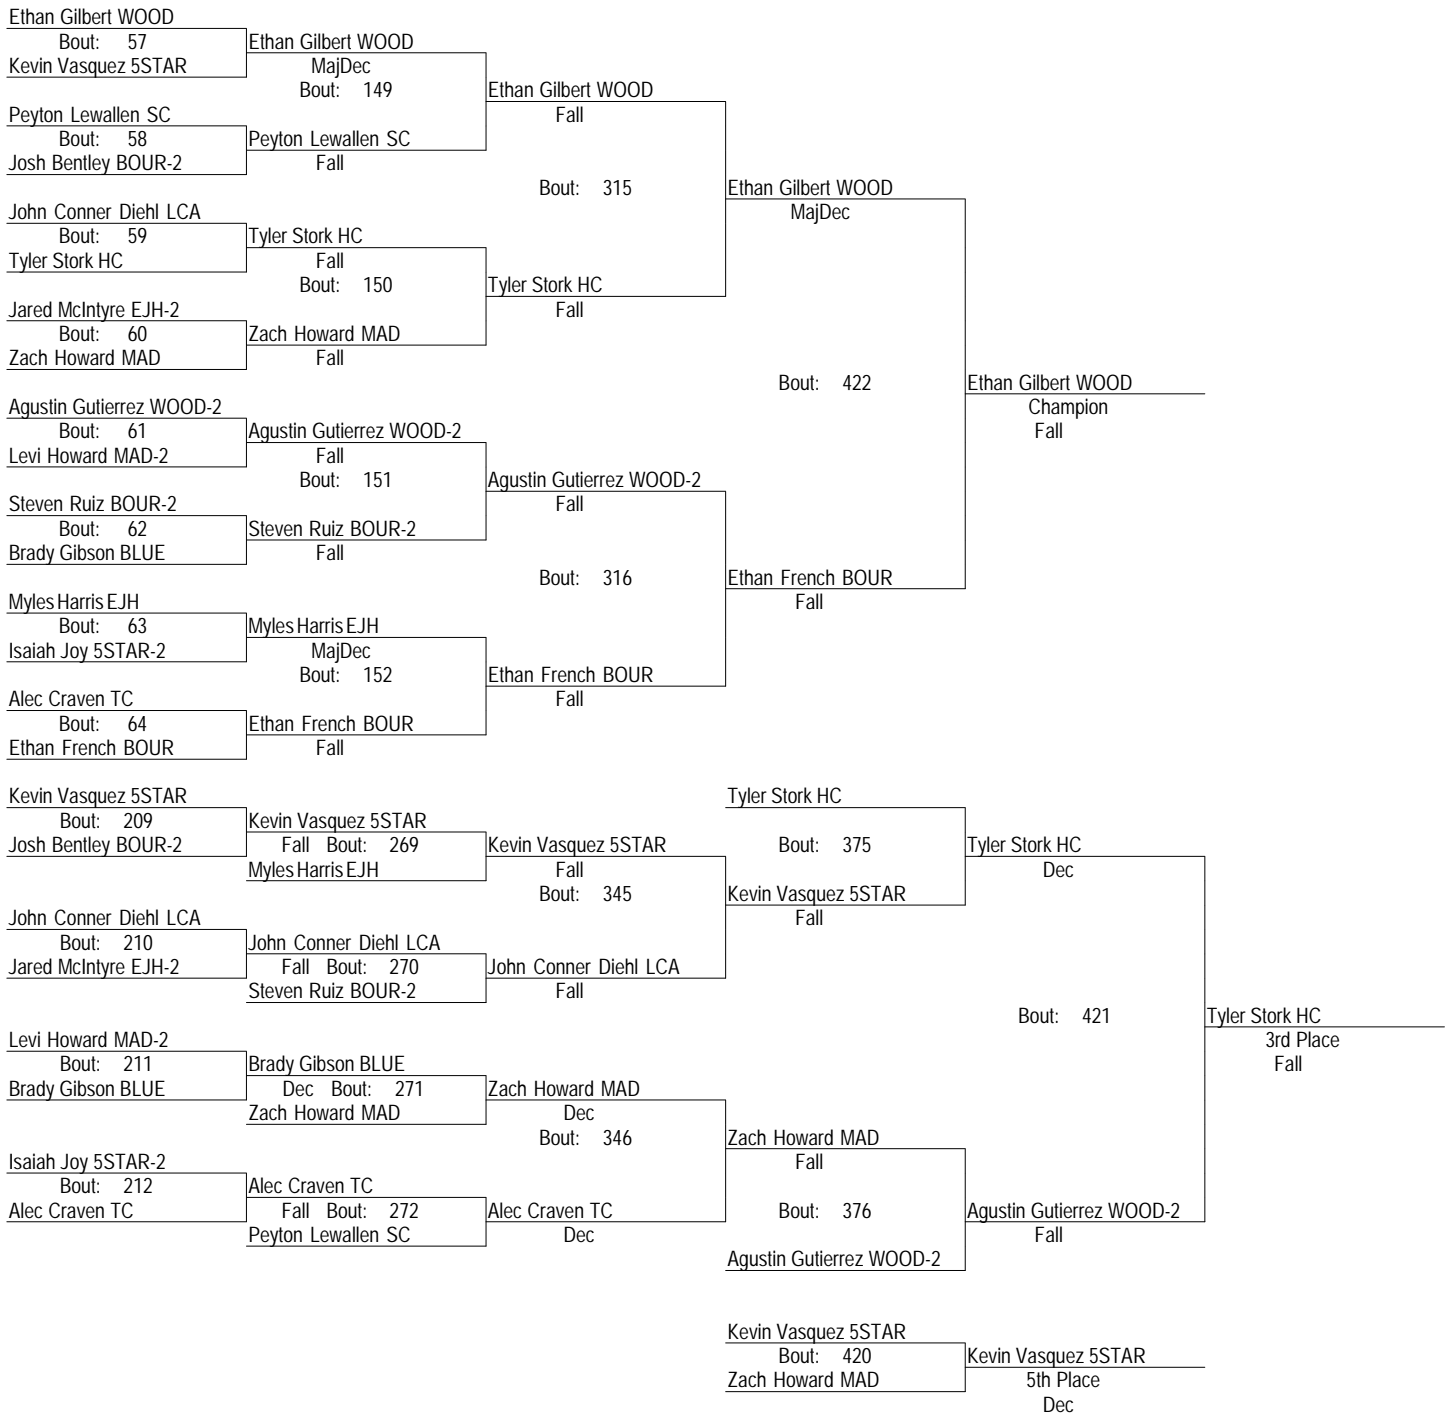 Ethan Gilbert WOOD
Bout: 57 Ethan Gilbert WOOD
Kevin Vasquez 5STAR MajDec
Bout: 149 Ethan Gilbert WOOD
Peyton Lewallen SC Fall
Bout: 58 Peyton Lewallen SC
Josh Bentley BOUR-2 Fall
Bout: 315 Ethan Gilbert WOOD
John Conner Diehl LCA MajDec
Bout: 59 Tyler Stork HC
Tyler Stork HC Fall
Bout: 150 Tyler Stork HC
Jared McIntyre EJH-2 Fall
Bout: 60 Zach Howard MAD
Zach Howard MAD Fall
Bout: 422 Ethan Gilbert WOOD
Agustin Gutierrez WOOD-2 Champion
Bout: 61 Agustin Gutierrez WOOD-2 Fall
Levi Howard MAD-2 Fall
Bout: 151 Agustin Gutierrez WOOD-2
Steven Ruiz BOUR-2 Fall
Bout: 62 Steven Ruiz BOUR-2
Brady Gibson BLUE Fall
Bout: 316 Ethan French BOUR
Myles Harris EJH Fall
Bout: 63 Myles Harris EJH
Isaiah Joy 5STAR-2 MajDec
Bout: 152 Ethan French BOUR
Alec Craven TC Fall
Bout: 64 Ethan French BOUR
Ethan French BOUR Fall
Kevin Vasquez 5STAR Tyler Stork HC
Bout: 209 Kevin Vasquez 5STAR
Josh Bentley BOUR-2 Fall Bout: 269 Kevin Vasquez 5STAR Bout: 375 Tyler Stork HC
Myles Harris EJH Fall Dec
Bout: 345 Kevin Vasquez 5STAR
John Conner Diehl LCA Fall
Bout: 210 John Conner Diehl LCA
Jared McIntyre EJH-2 Fall Bout: 270 John Conner Diehl LCA
Steven Ruiz BOUR-2 Fall
Bout: 421 Tyler Stork HC
Levi Howard MAD-2 3rd Place
Bout: 211 Brady Gibson BLUE Fall
Brady Gibson BLUE Dec Bout: 271 Zach Howard MAD
Zach Howard MAD Dec
Bout: 346 Zach Howard MAD
Isaiah Joy 5STAR-2 Fall
Bout: 212 Alec Craven TC
Alec Craven TC Fall Bout: 272 Alec Craven TC Bout: 376 Agustin Gutierrez WOOD-2
Peyton Lewallen SC Dec Fall
Agustin Gutierrez WOOD-2
Kevin Vasquez 5STAR
Bout: 420 Kevin Vasquez 5STAR
Zach Howard MAD 5th Place
Dec